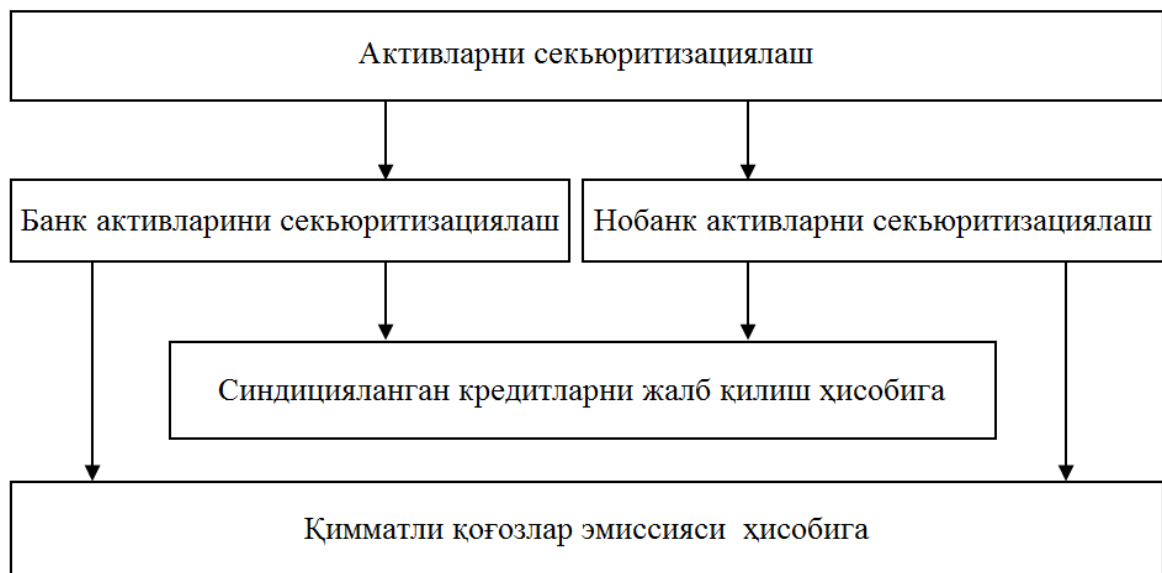 Активларни секьюритизациялаш
Банк активларини секьюритизациялаш
Нобанк активларни секьюритизациялаш
Синдицияланган кредитларни жалб қилиш ҳисобига
Қимматли қоғозлар эмиссияси ҳисобига